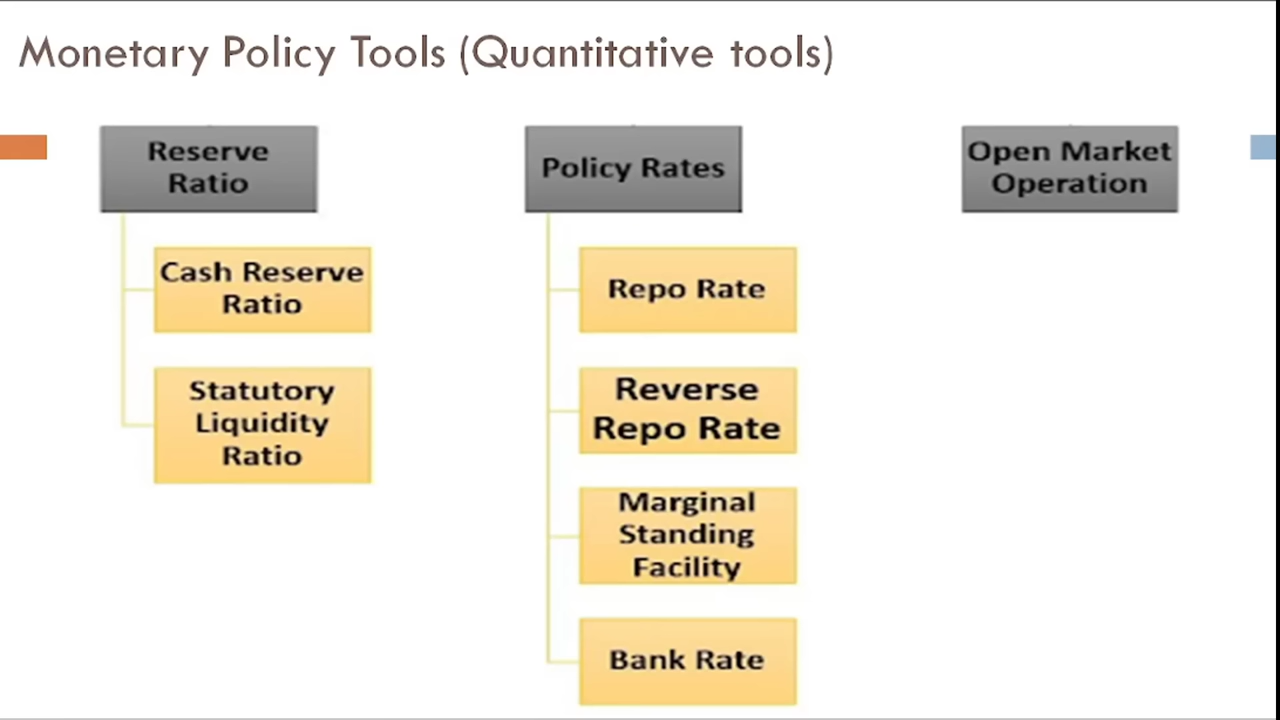 Monetary Policy Tools (Quantitative tools)
Reserve
Ratio
Cash Reserve
Ratio
Statutory
Liquidity
Ratio
Policy Rates
Repo Rate
Reverse
Repo Rate
Marginal
Standing
Facility
Bank Rate
Open Market
Operation